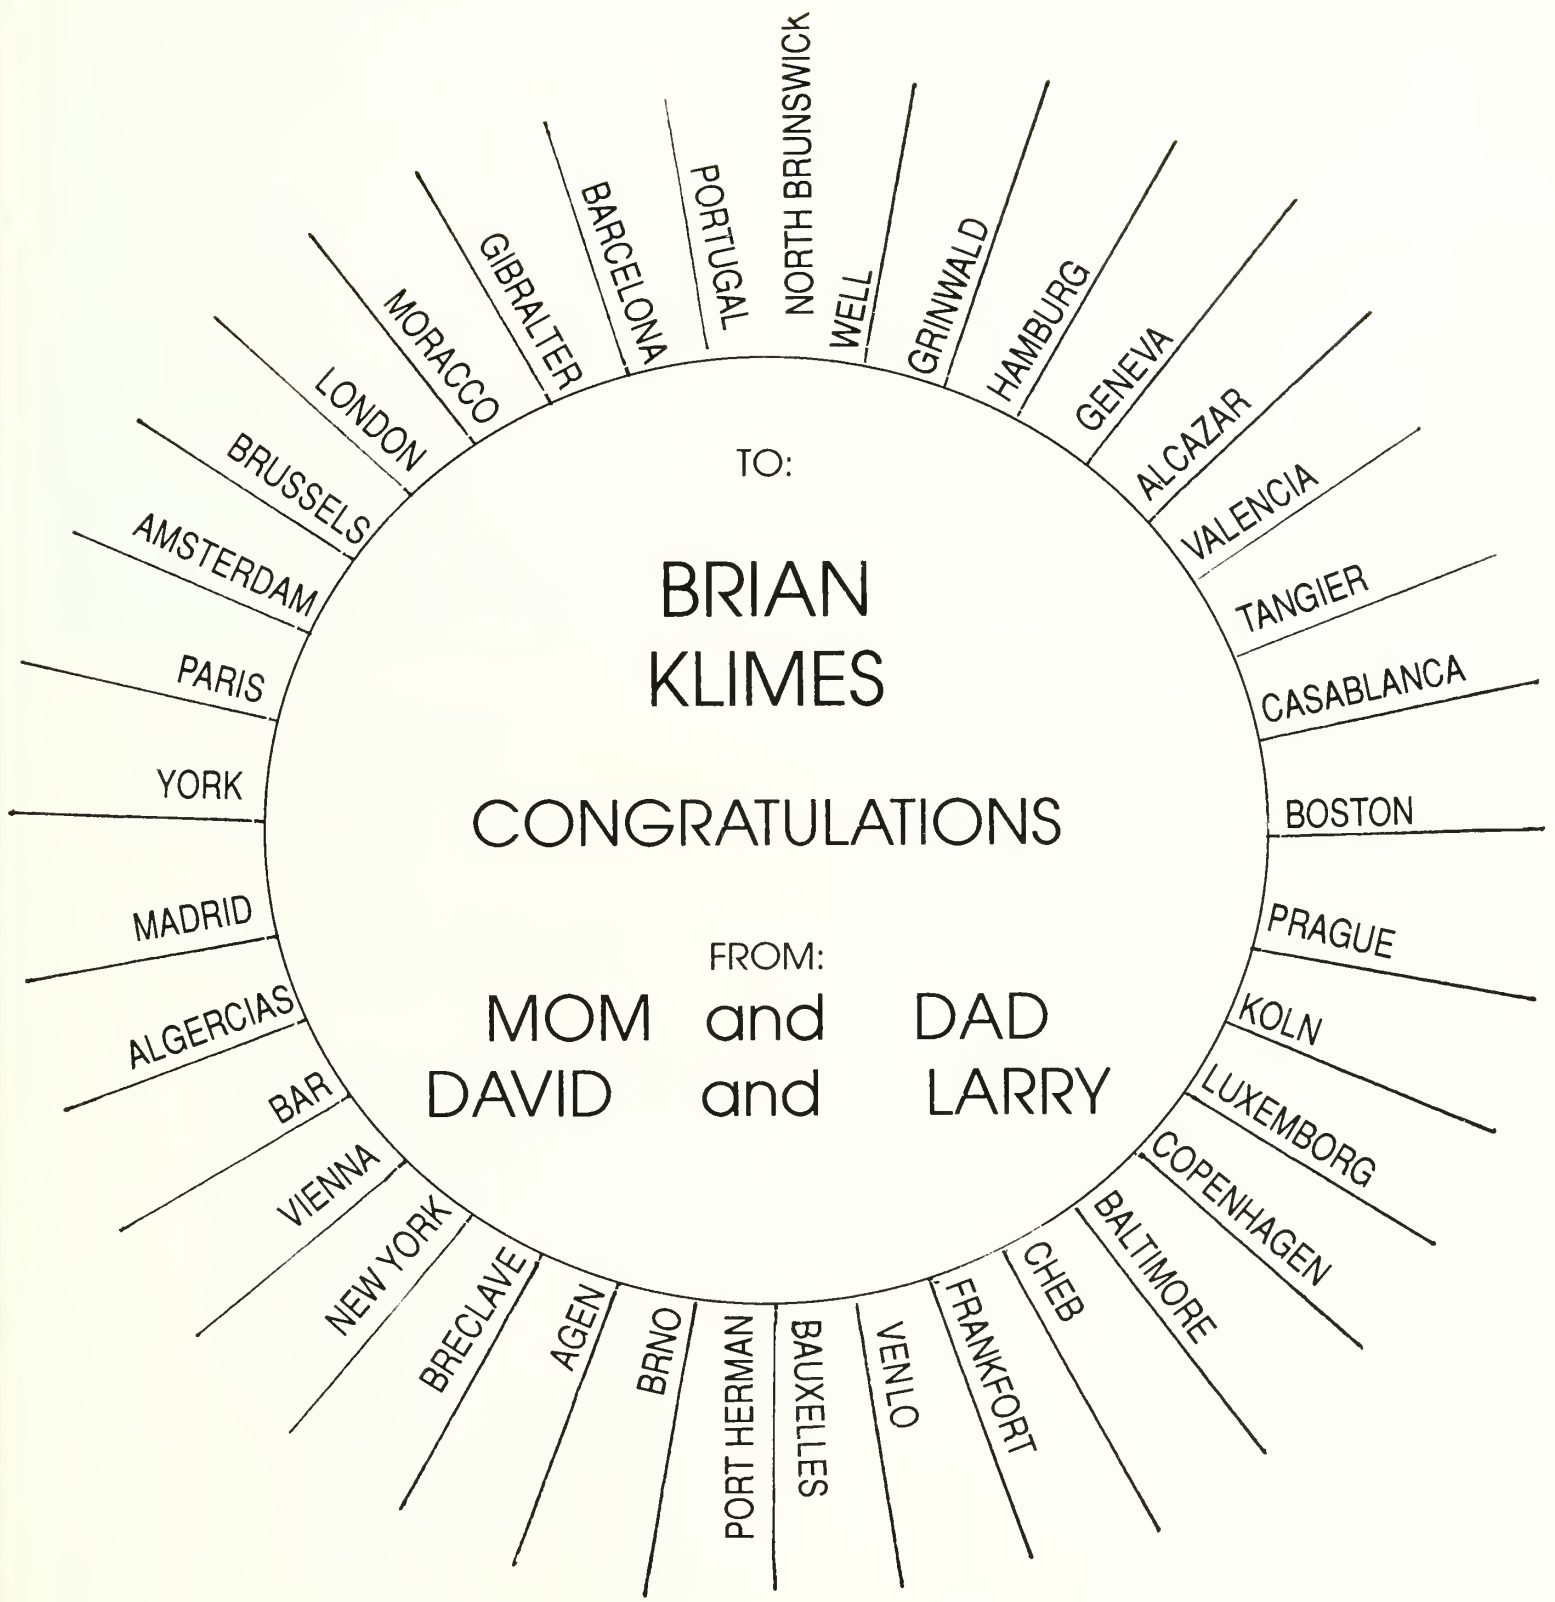 NORTH BRUNSWICK
WELL
GRINWALD
HAMBURG
GENEVA
ALCAZAR
VALENCIA
TANGIER
CASABLANCA
BOSTON
PRAGUE
KOLN
LUXEMBORG
COPENHAGEN
BALTIMORE
CHEB
FRANKFORT
VENLO
BAUXELLES
PORT HERMAN
BRNO
AGEN
BRECLAVE
NEW YORK
VIENNA
BAR
ALGERCIAS
MADRID
YORK
PARIS
AMSTERDAM
BRUSSELS
LONDON
MORACCO
GIBRALTER
BARCELONA
PORTUGAL
TO:
BRIAN
KLIMES
CONGRATULATIONS
FROM:
MOM and DAD
DAVID and LARRY